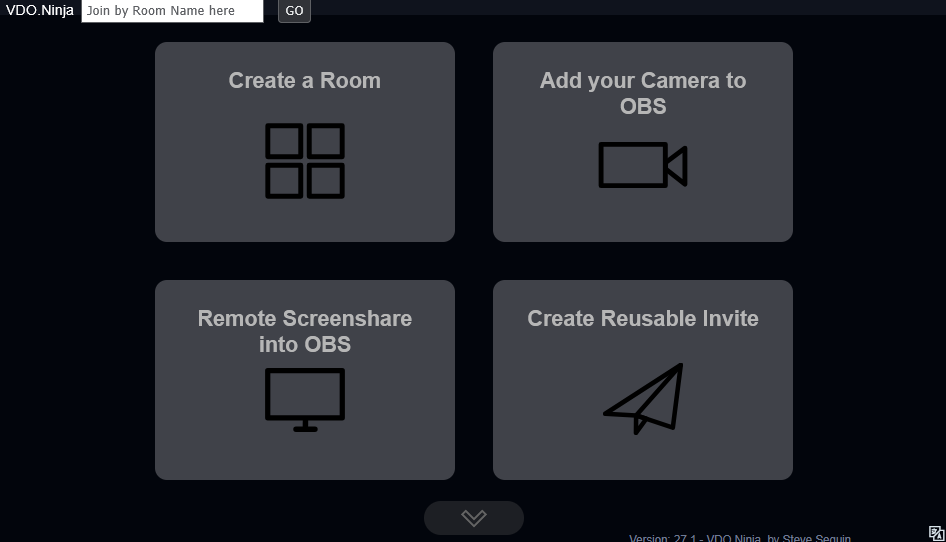 VDO.Ninja Join by Room Name here GO
Create a Room
Add your Camera to
OBS
Remote Screenshare
into OBS
Create Reusable Invite
Version: 27.1 - VDO.Ninja, by Steve Seguin